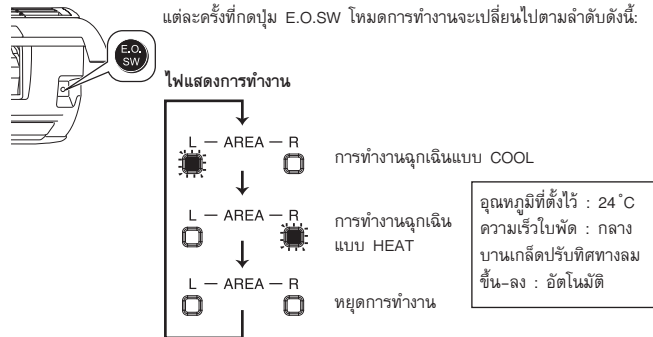 แต่ละครั้งที่กดปุ่ม E.O.SW โหมดการทำงานจะเปลี่ยนไปตามลำดับดังนี้:
E.O.
SW
ไฟแสดงการทำงาน
L – AREA – R
การทำงานฉุกเฉินแบบ COOL
L – AREA – R
การทำงานฉุกเฉิน
แบบ HEAT
L – AREA – R
หยุดการทำงาน
อุณหภูมิที่ตั้งไว้ : 24˚C
ความเร็วใบพัด : กลาง
บานเกล็ดปรับทิศทางลม
ขึ้น-ลง : อัตโนมัติ